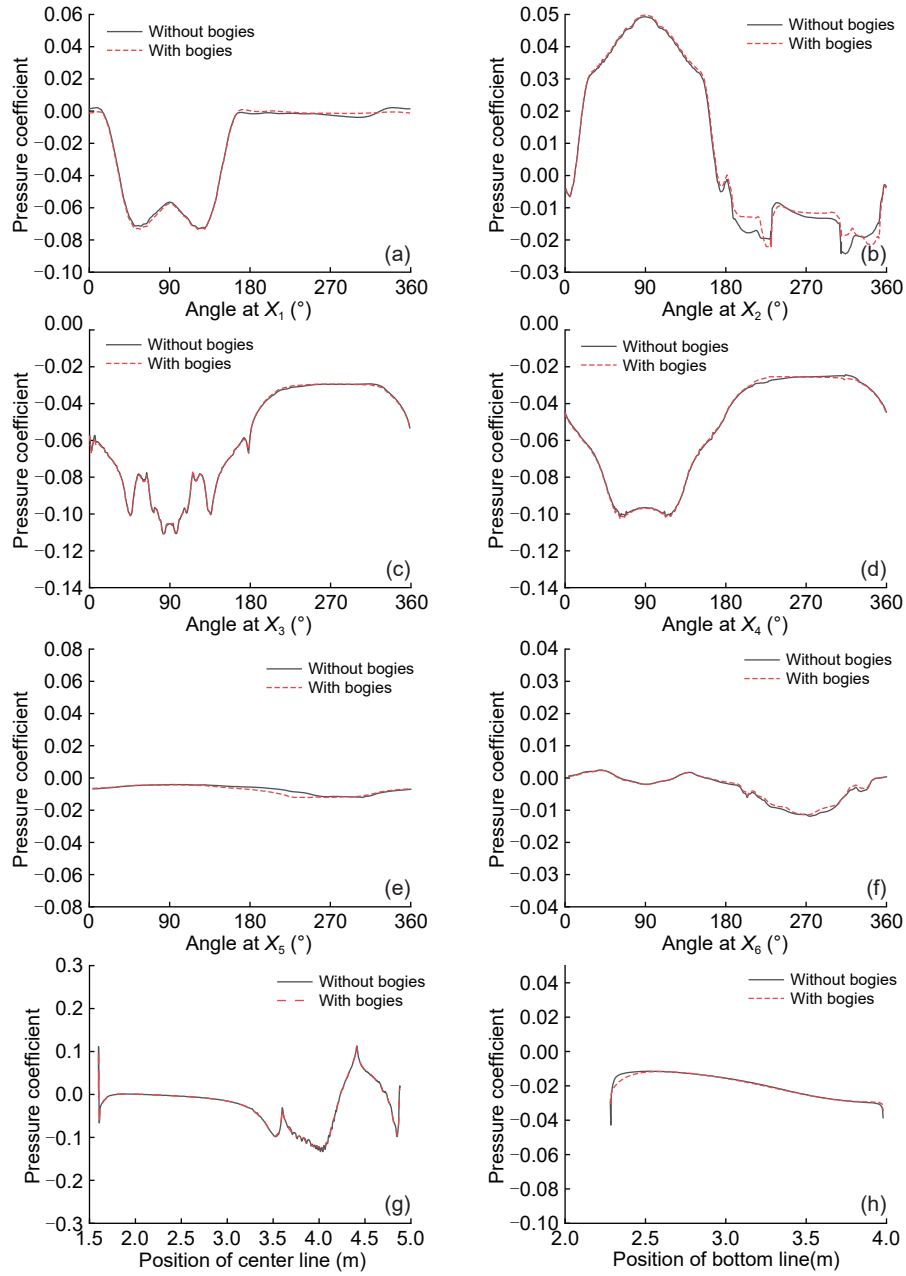 0.06
0.04
0.02
0.00
−0.02
−0.04
−0.06
−0.08
−0.10
Pressure coefficient
Without bogies
With bogies
(a)
0 90 180 270 360
Angle at X1 (°)
0.05
0.04
0.03
0.02
0.01
0.00
−0.01
−0.02
−0.03
Pressure coefficient
Without bogies
With bogies
(b)
0 90 180 270 360
Angle at X2 (°)
0.00
−0.02
−0.04
−0.06
−0.08
−0.10
−0.12
−0.14
Pressure coefficient
Without bogies
With bogies
(c)
0 90 180 270 360
Angle at X3 (°)
0.00
−0.02
−0.04
−0.06
−0.08
−0.10
−0.12
−0.14
Pressure coefficient
Without bogies
With bogies
(d)
0 90 180 270 360
Angle at X4 (°)
0.08
0.06
0.04
0.02
0.00
−0.02
−0.04
−0.06
−0.08
Pressure coefficient
Without bogies
With bogies
(e)
0 90 180 270 360
Angle at X5 (°)
0.04
0.03
0.02
0.01
0.00
−0.01
−0.02
−0.03
−0.04
Pressure coefficient
Without bogies
With bogies
(f)
0 90 180 270 360
Angle at X6 (°)
0.3
0.2
0.1
0.0
−0.1
−0.2
−0.3
Pressure coefficient
Without bogies
With bogies
(g)
1.5 2.0 2.5 3.0 3.5 4.0 4.5 5.0
Position of center line (m)
0.04
0.02
0.00
−0.02
−0.04
−0.06
−0.08
−0.10
Pressure coefficient
Without bogies
With bogies
(h)
2.0 2.5 3.0 3.5 4.0
Position of bottom line(m)